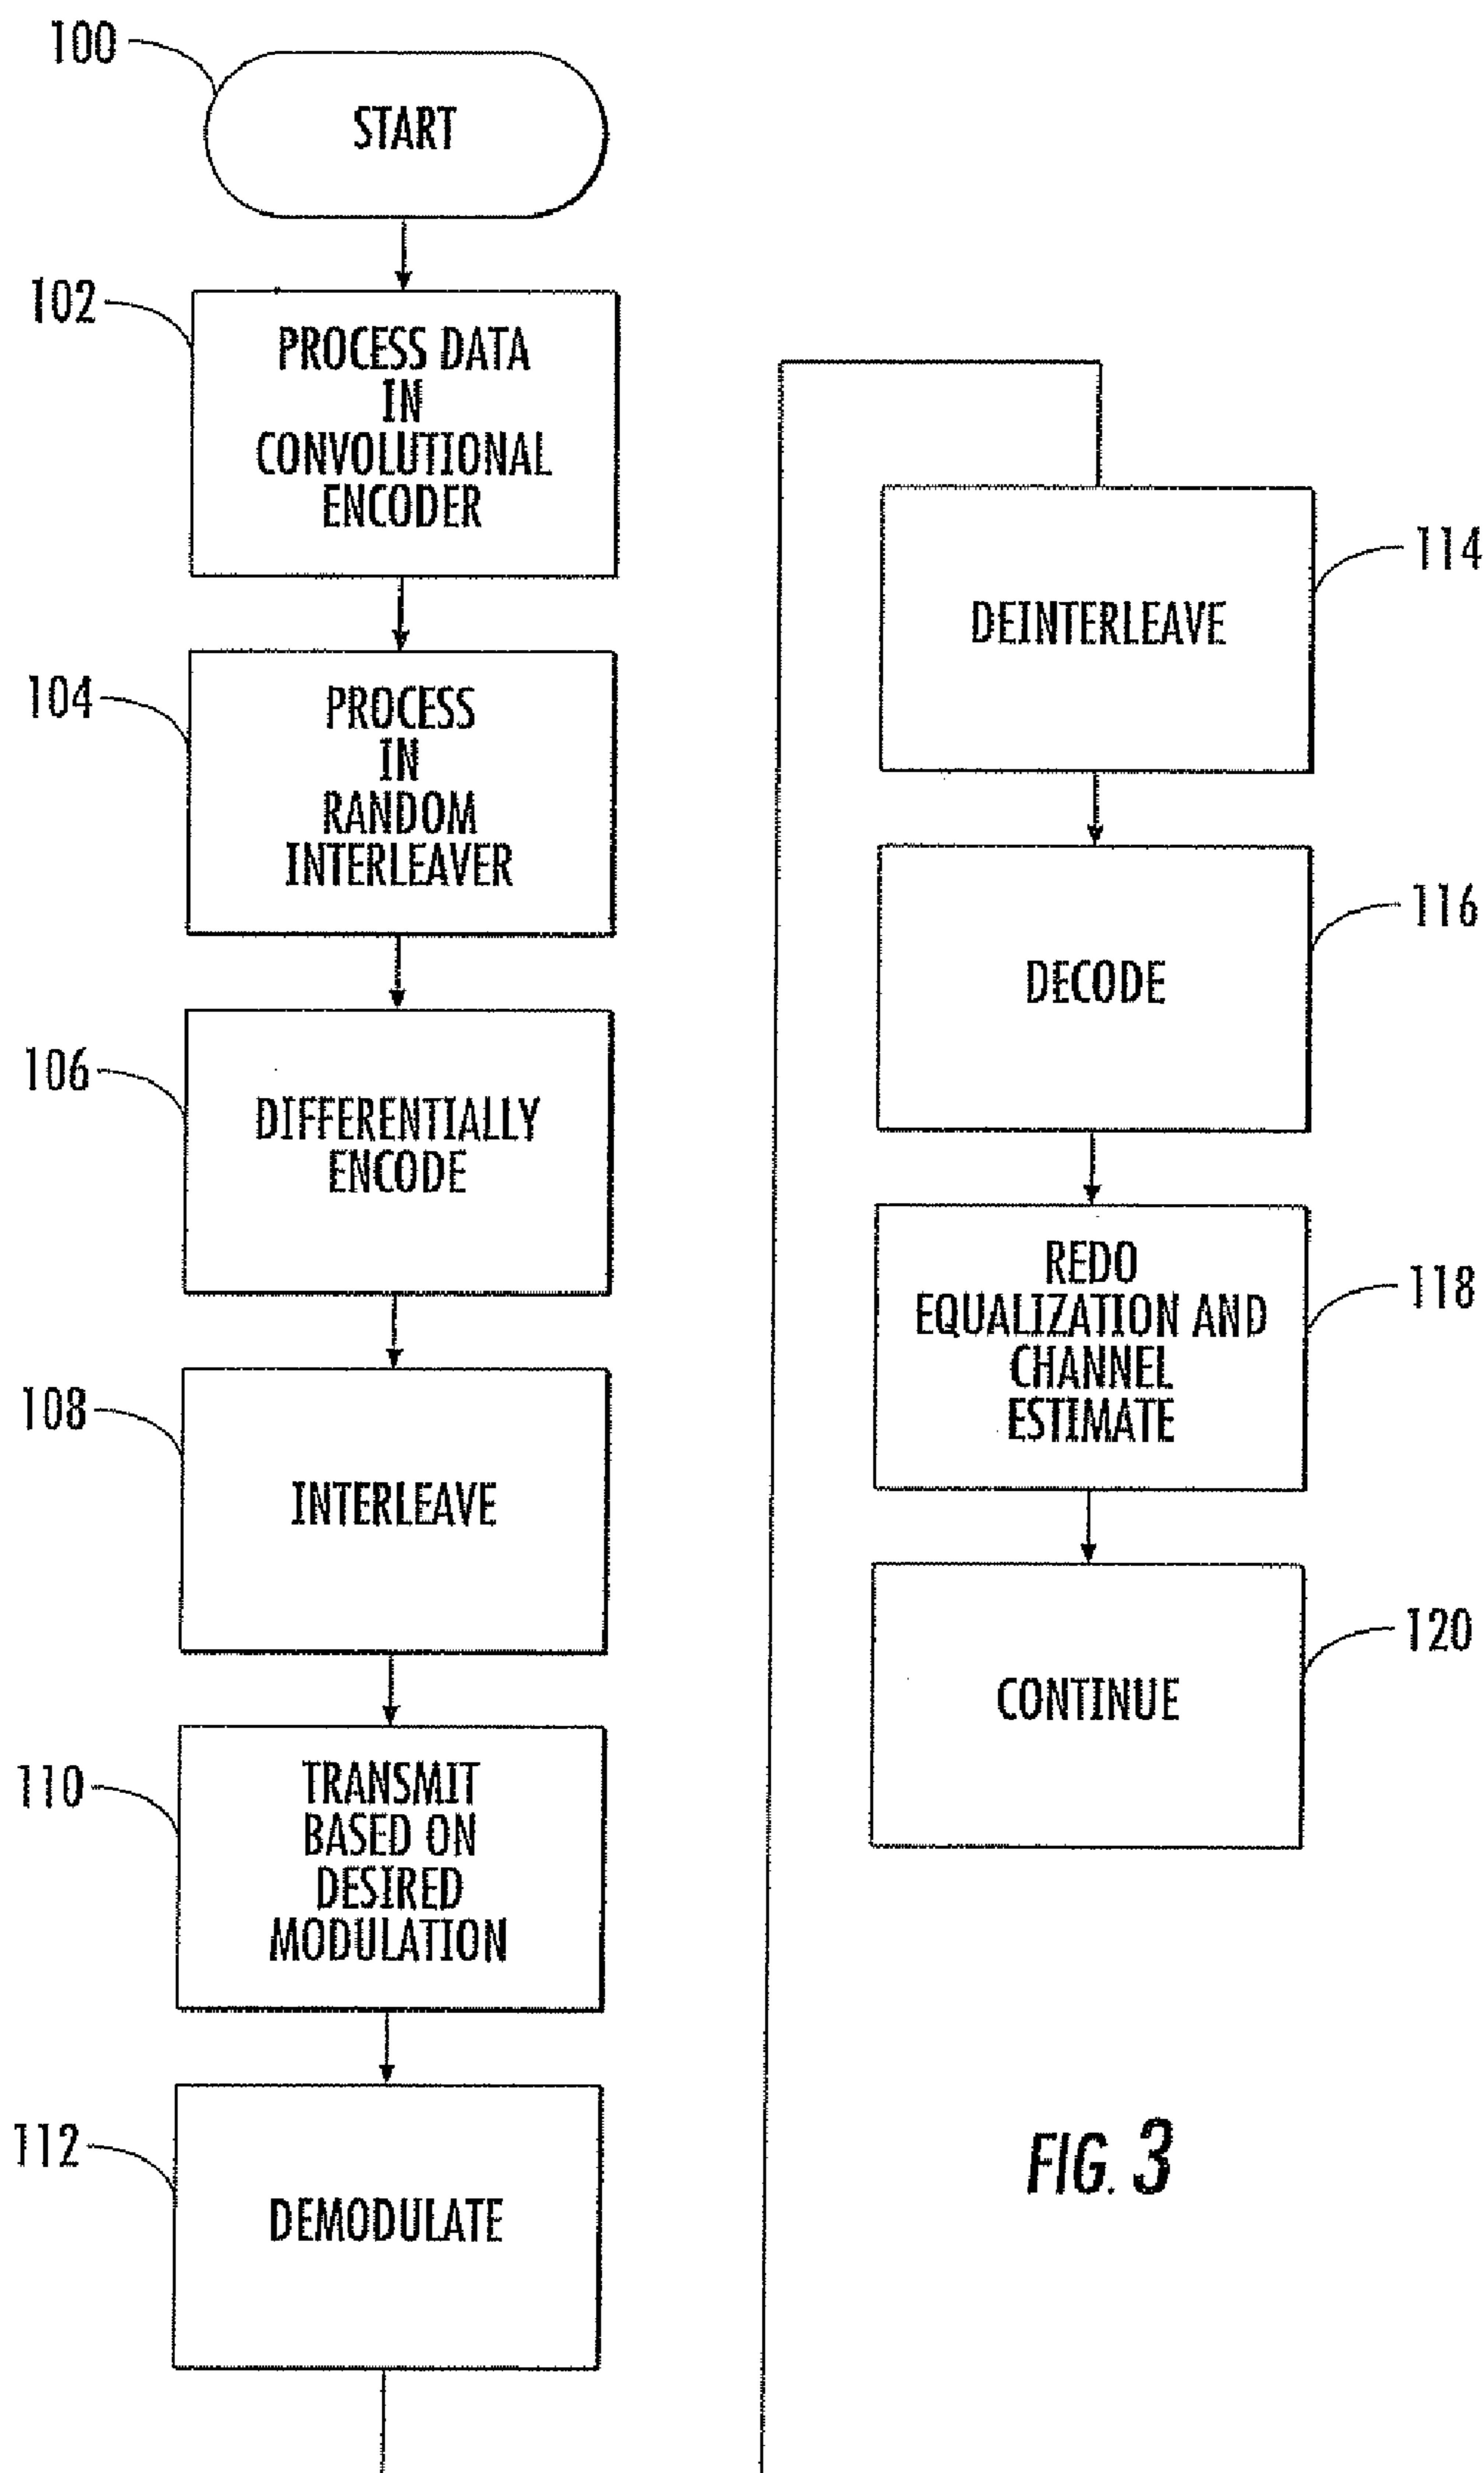 100
START
102
PROCESS DATA
IN
CONVOLUTIONAL
ENCODER
104
PROCESS
IN
RANDOM
INTERLEAVER
106
DIFFERENTIALLY
ENCODE
108
INTERLEAVE
110
TRANSMIT
BASED ON
DESIRED
MODULATION
112
DEMODULATE
114
DEINTERLEAVE
116
DECODE
118
REDO
EQUALIZATION AND
CHANNEL
ESTIMATE
120
CONTINUE
FIG. 3